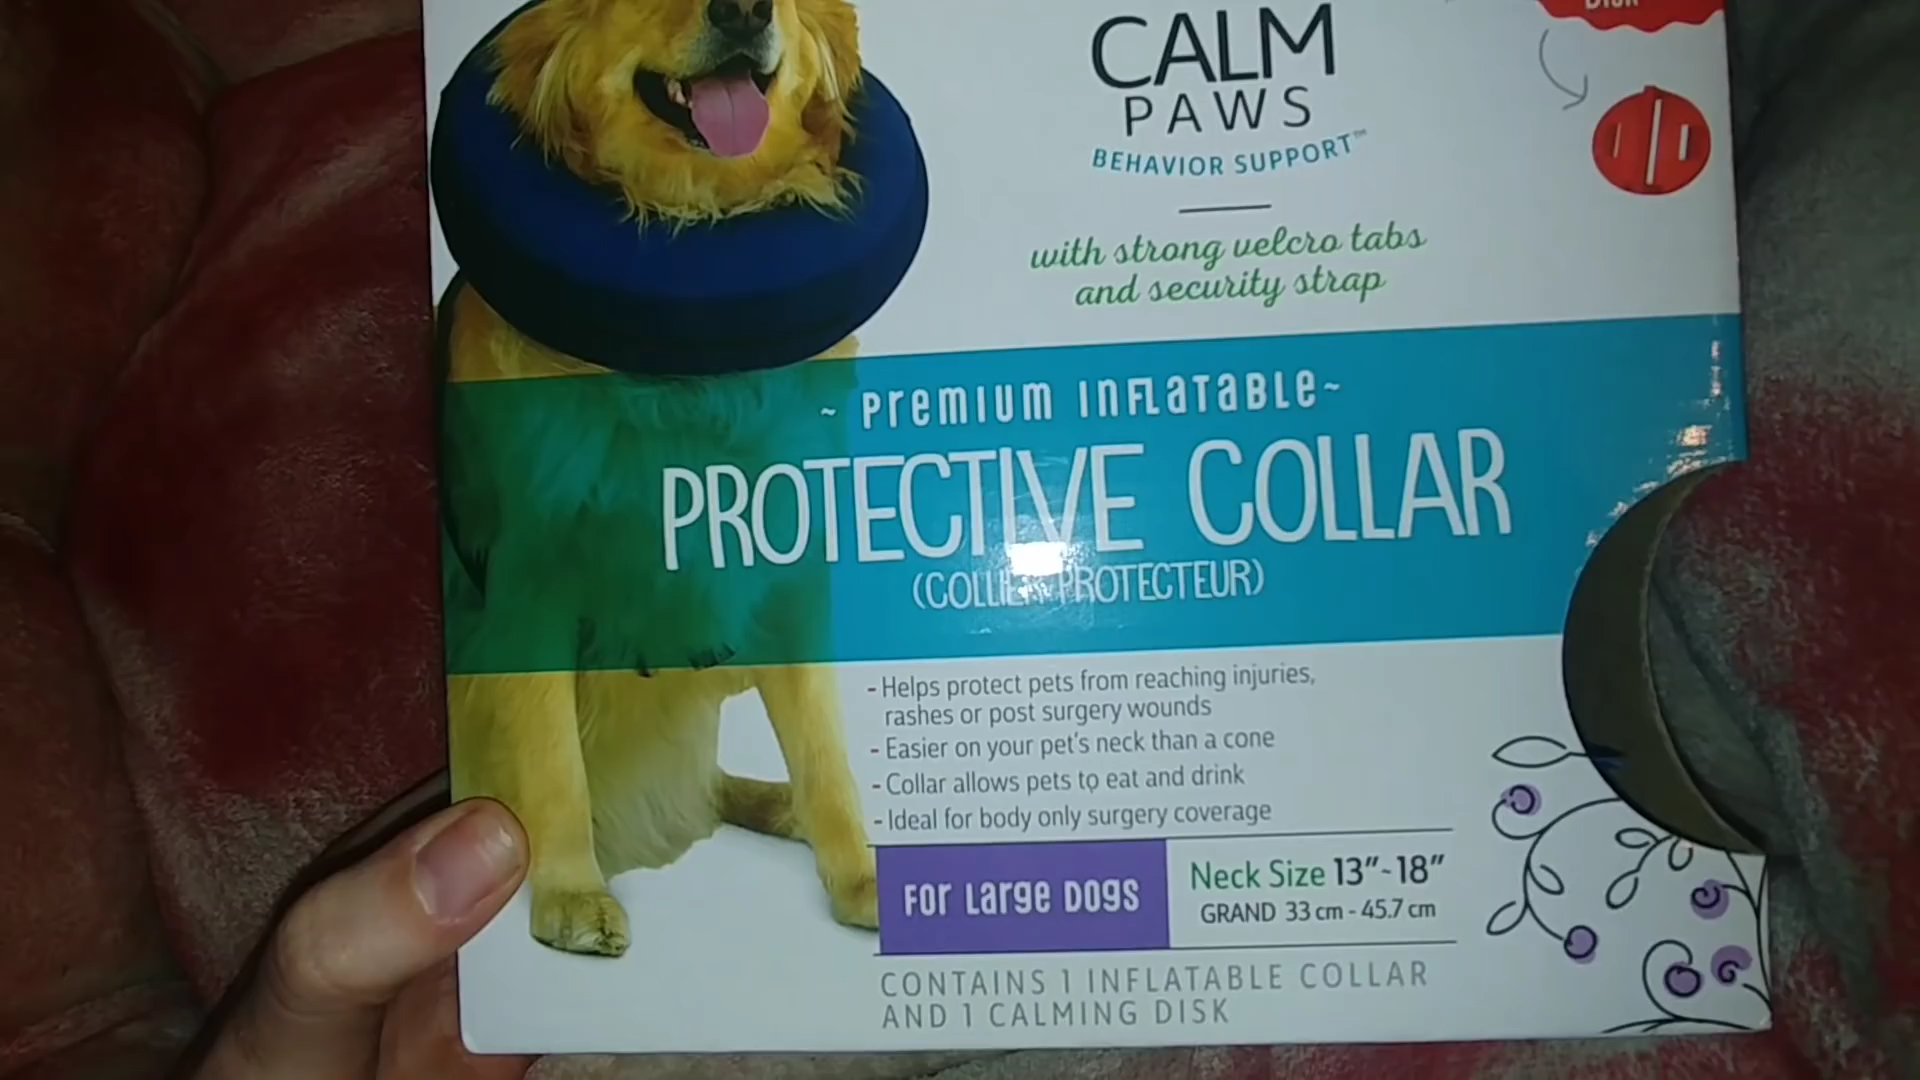 DISK
CALM
PAWS
BEHAVIOR SUPPORT™
with strong velcro tabs
and security strap
~ PREMIUM INFLATABLE ~
PROTECTIVE COLLAR
(COLLIER PROTECTEUR)
- Helps protect pets from reaching injuries,
rashes or post surgery wounds
- Easier on your pet's neck than a cone
- Collar allows pets to eat and drink
- Ideal for body only surgery coverage
FOR LARGE DOGS
Neck Size 13”-18”
GRAND 33 cm - 45.7 cm
CONTAINS 1 INFLATABLE COLLAR
AND 1 CALMING DISK